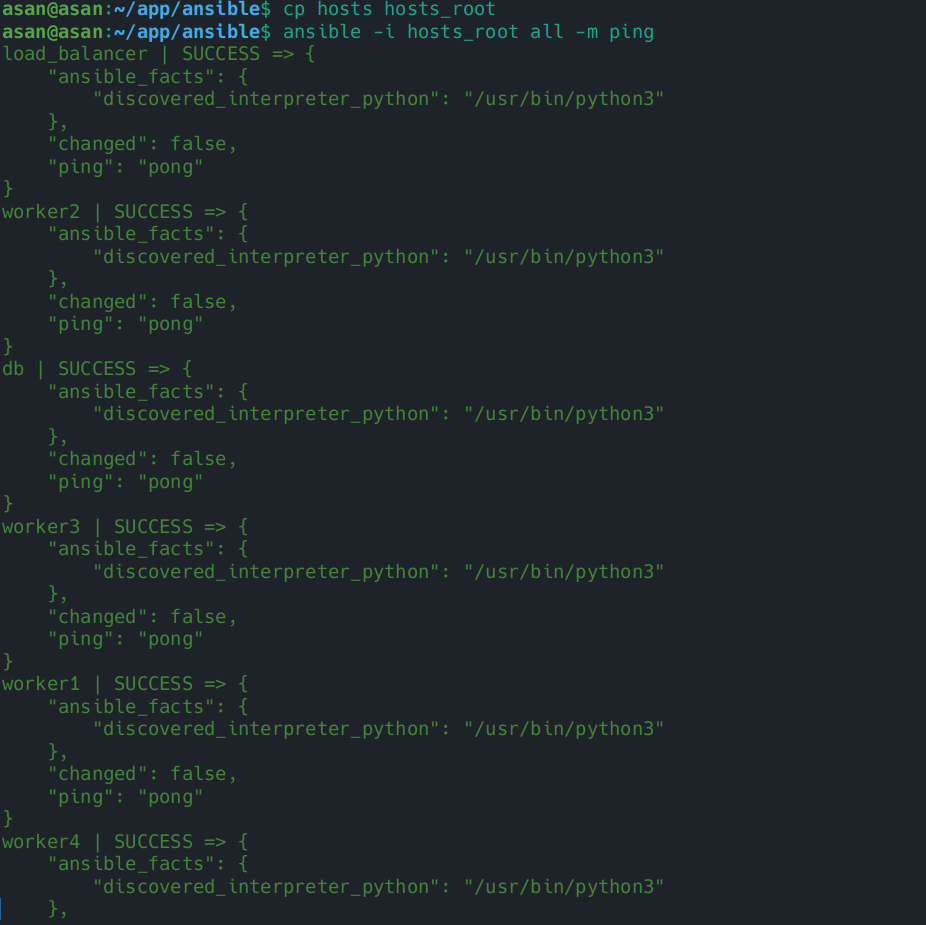 asan@asan:~/app/ansible$ cp hosts hosts_root
asan@asan:~/app/ansible$ ansible -i hosts_root all -m ping
load_balancer | SUCCESS => {
    "ansible_facts": {
        "discovered_interpreter_python": "/usr/bin/python3"
    },
    "changed": false,
    "ping": "pong"
}
worker2 | SUCCESS => {
    "ansible_facts": {
        "discovered_interpreter_python": "/usr/bin/python3"
    },
    "changed": false,
    "ping": "pong"
}
db | SUCCESS => {
    "ansible_facts": {
        "discovered_interpreter_python": "/usr/bin/python3"
    },
    "changed": false,
    "ping": "pong"
}
worker3 | SUCCESS => {
    "ansible_facts": {
        "discovered_interpreter_python": "/usr/bin/python3"
    },
    "changed": false,
    "ping": "pong"
}
worker1 | SUCCESS => {
    "ansible_facts": {
        "discovered_interpreter_python": "/usr/bin/python3"
    },
    "changed": false,
    "ping": "pong"
}
worker4 | SUCCESS => {
    "ansible_facts": {
        "discovered_interpreter_python": "/usr/bin/python3"
    },